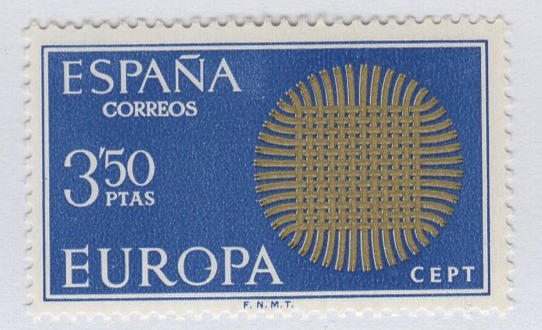 ESPAÑA
CORREOS
3'50
PTAS
EUROPA
CEPT
F.N.M.T.